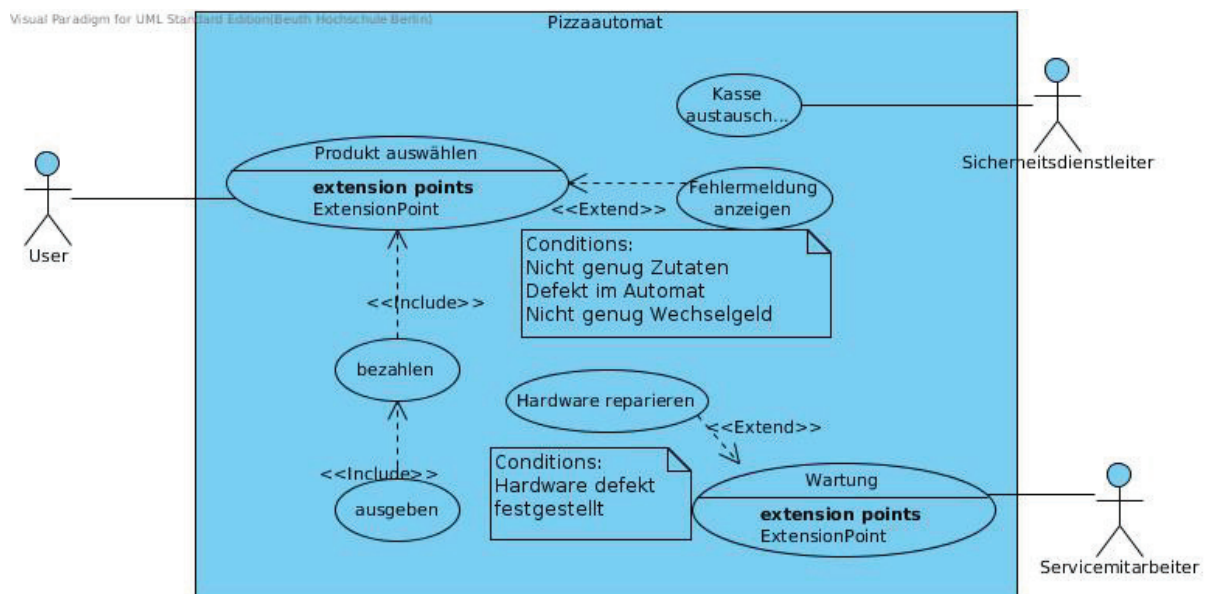 Visual Paradigm for UML Standard Edition(Beuth Hochschule Berlin)
Pizzaautomat
Kasse
austausch...
Sicherheitsdienstleiter
Produkt auswählen
extension points
ExtensionPoint
User
<<Extend>>
Fehlermeldung
anzeigen
Conditions:
Nicht genug Zutaten
Defekt im Automat
Nicht genug Wechselgeld
<<Include>>
bezahlen
Hardware reparieren
<<Extend>>
<<Include>>
ausgeben
Conditions:
Hardware defekt
festgestellt
Wartung
extension points
ExtensionPoint
Servicemitarbeiter